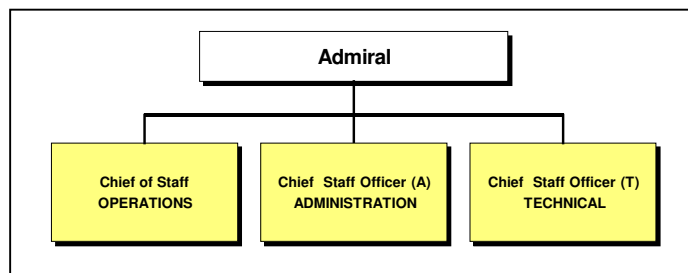 Admiral
Chief of Staff
OPERATIONS
Chief Staff Officer (A)
ADMINISTRATION
Chief Staff Officer (T)
TECHNICAL